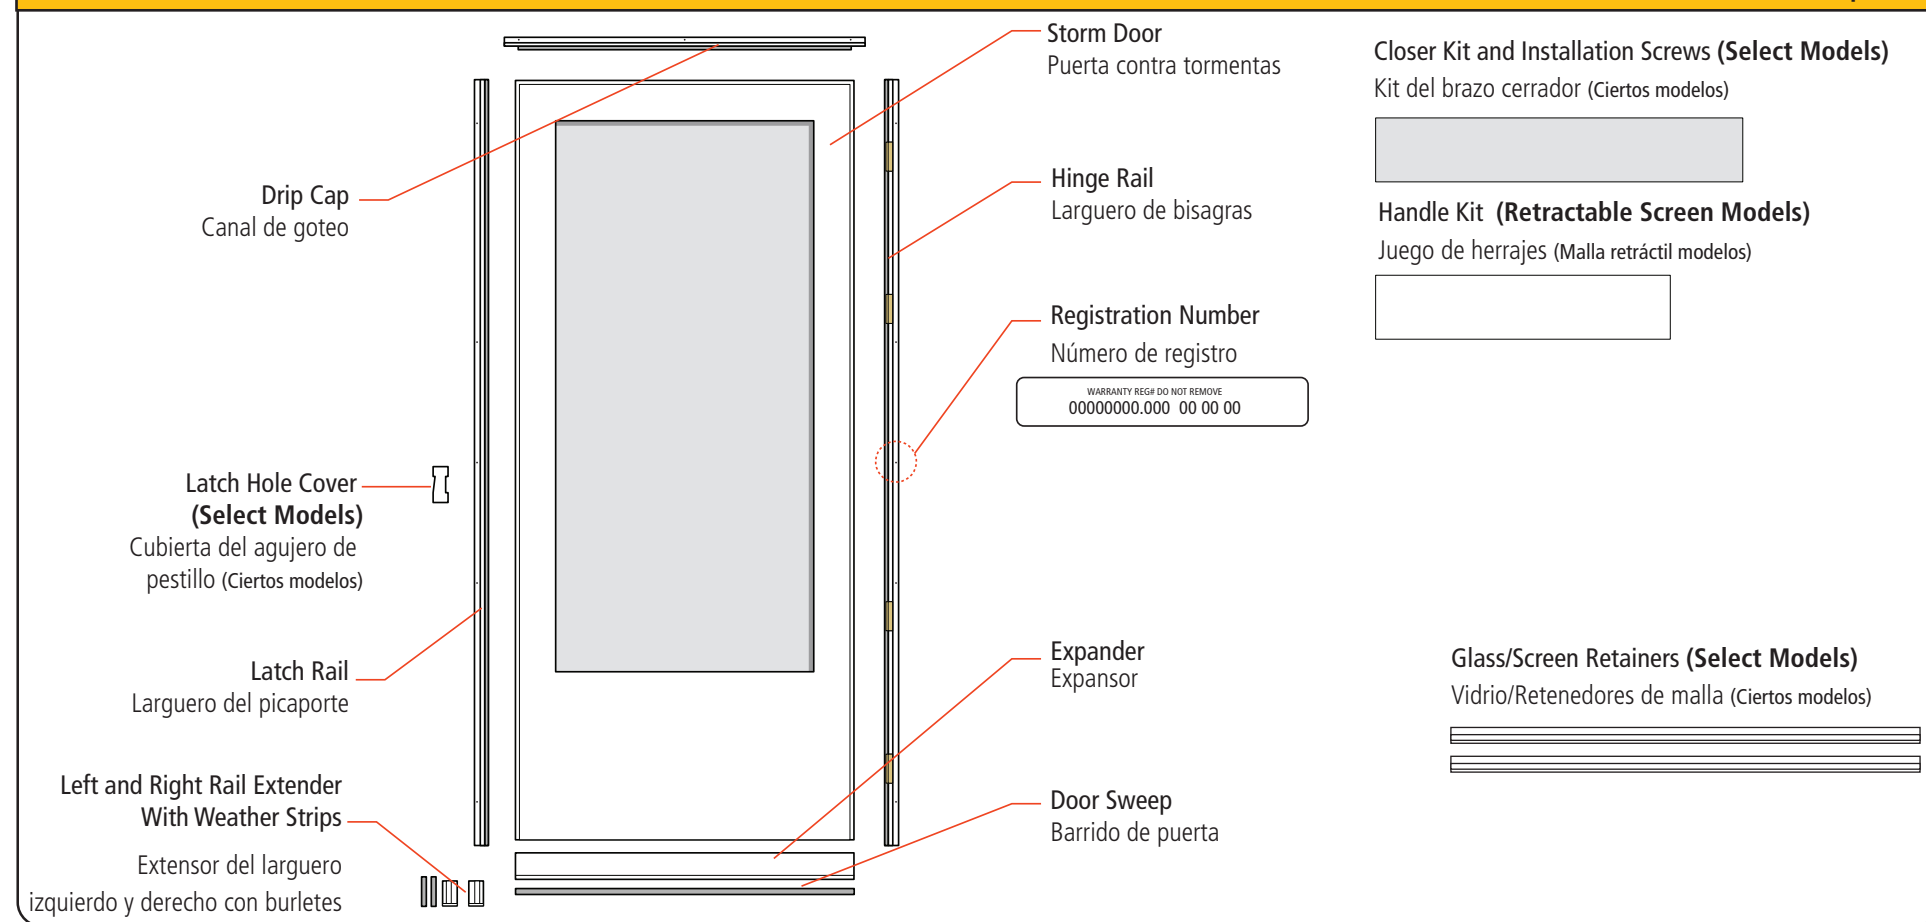 Storm Door
Puerta contra tormentas
Closer Kit and Installation Screws (Select Models)
Kit del brazo cerrador (Ciertos modelos)
Drip Cap
Canal de goteo
Hinge Rail
Larguero de bisagras
Handle Kit (Retractable Screen Models)
Juego de herrajes (Malla retráctil modelos)
Registration Number
Número de registro
WARRANTY REG# DO NOT REMOVE
00000000.000 00 00 00
Latch Hole Cover
(Select Models)
Cubierta del agujero de
pestillo (Ciertos modelos)
Latch Rail
Larguero del picaporte
Expander
Expansor
Glass/Screen Retainers (Select Models)
Vidrio/Retenedores de malla (Ciertos modelos)
Left and Right Rail Extender
With Weather Strips
Extensor del larguero
izquierdo y derecho con burletes
Door Sweep
Barrido de puerta